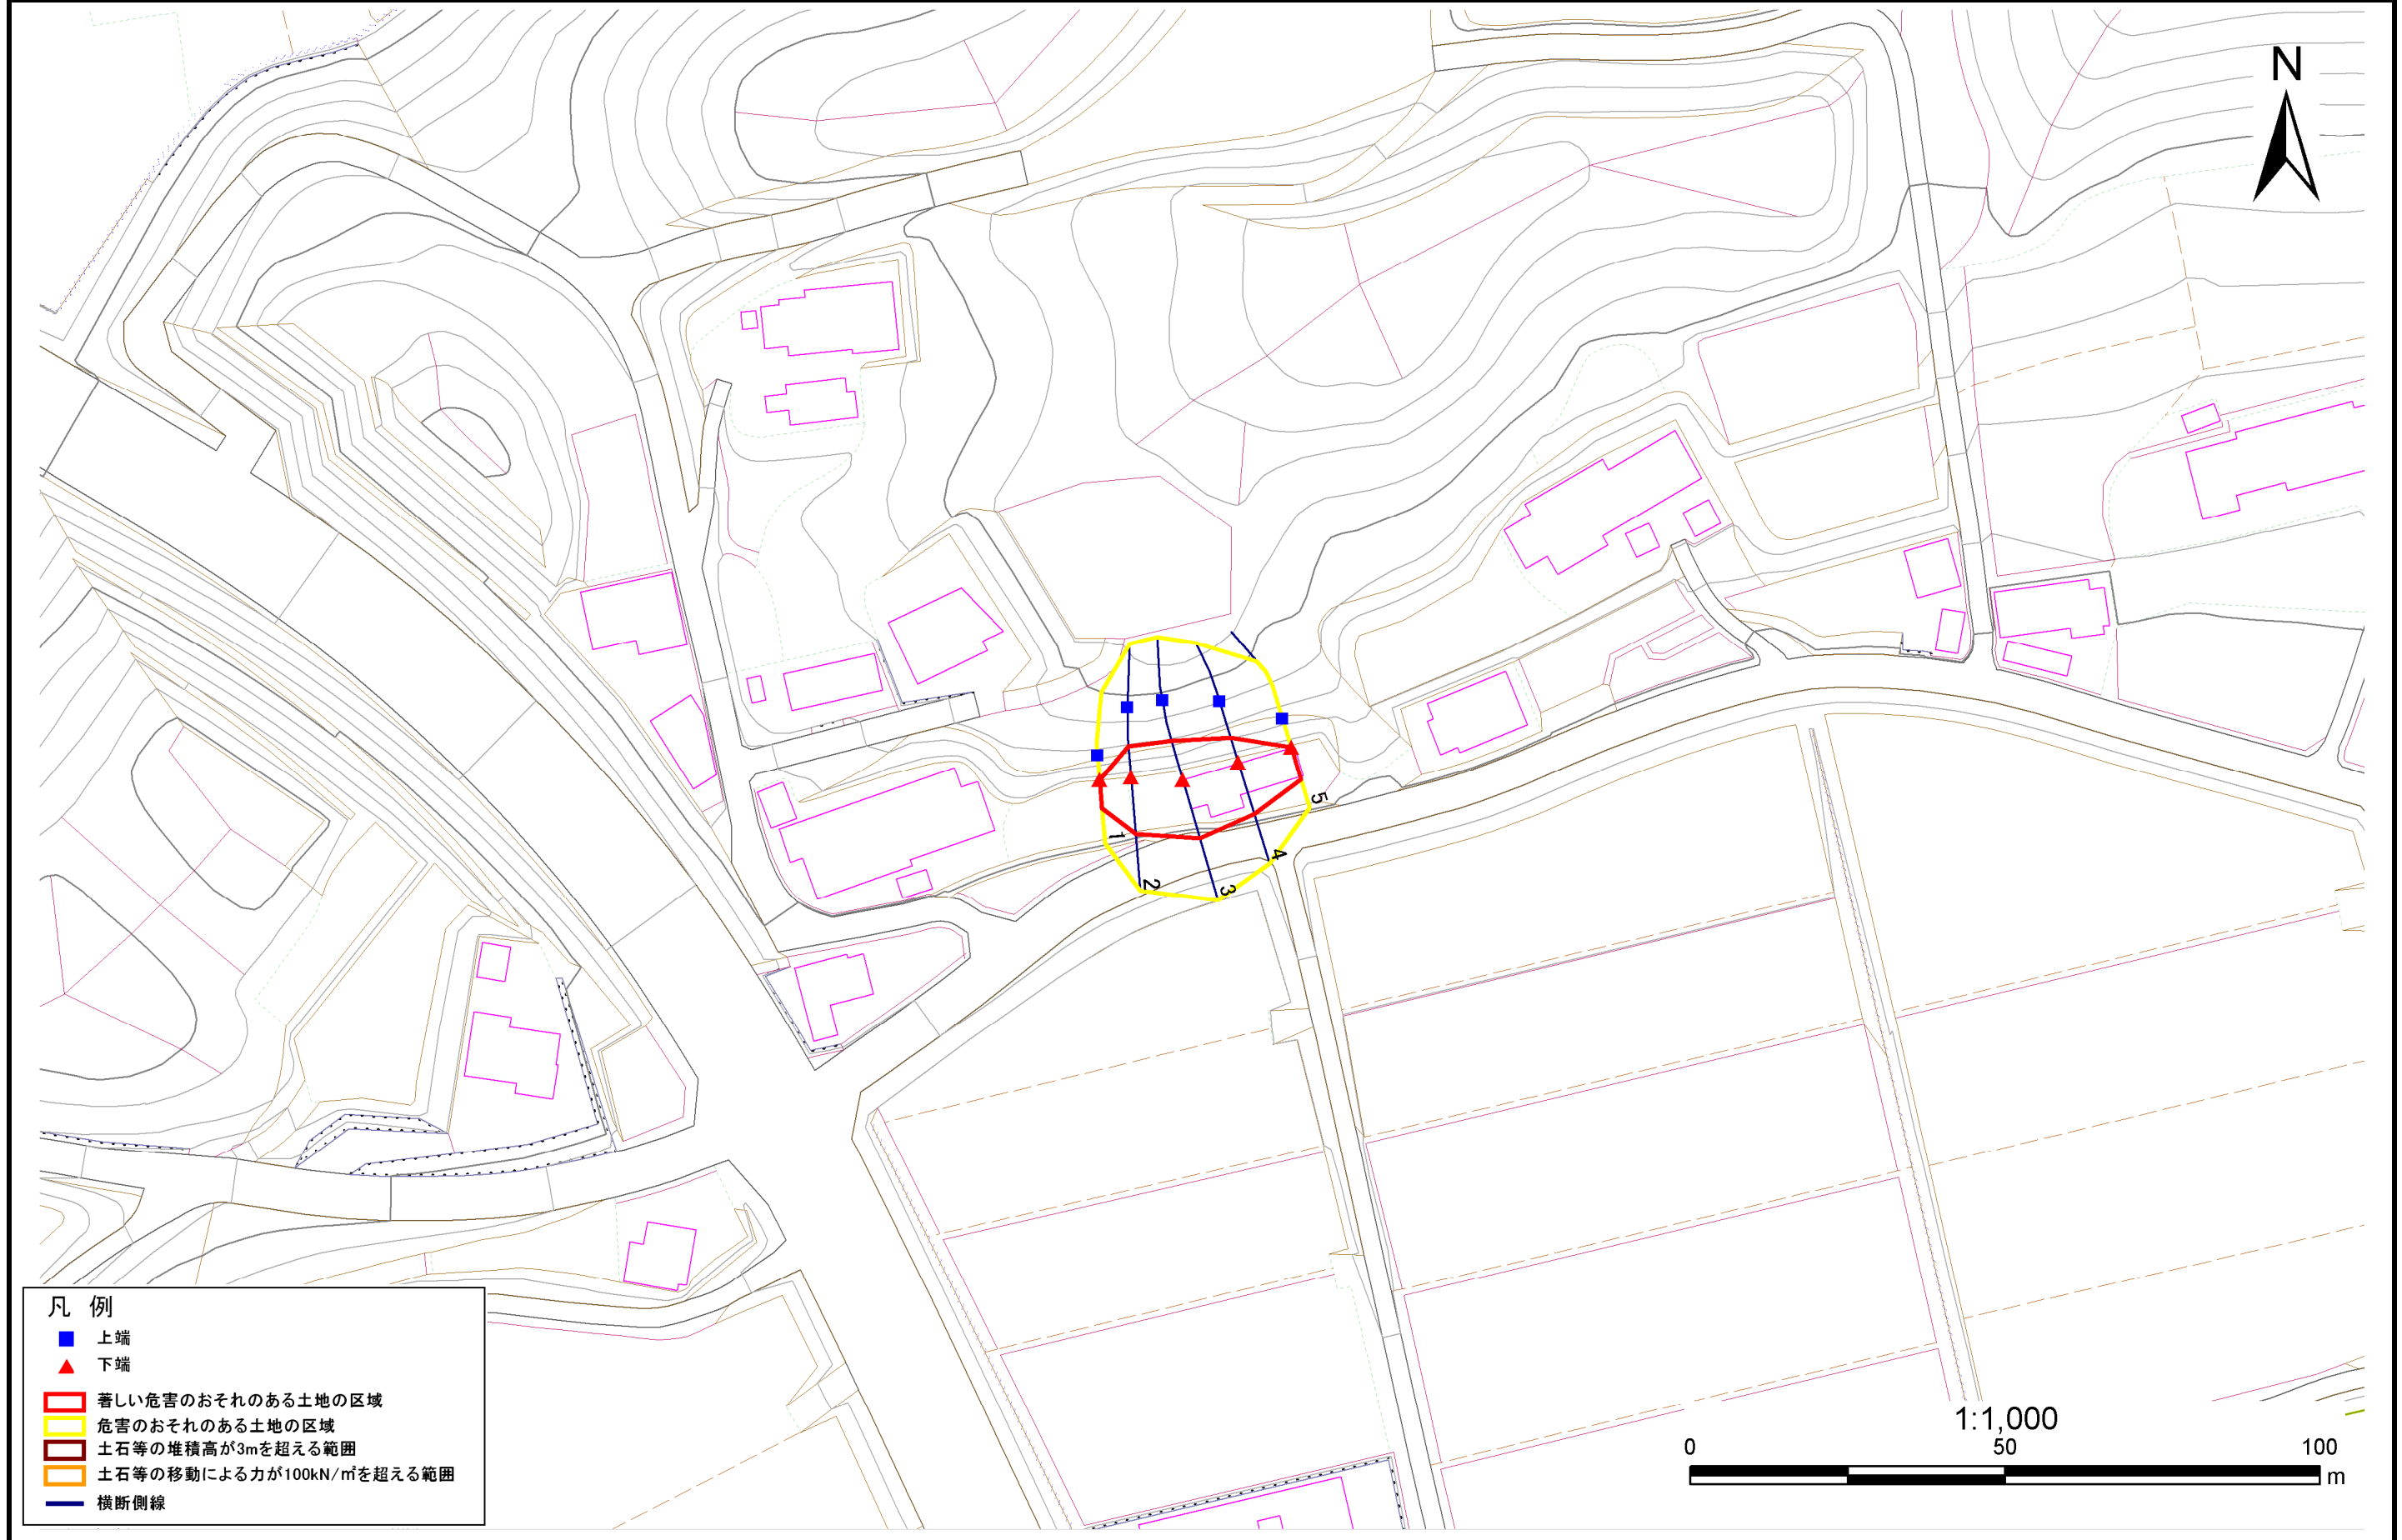 N
5
1
4
2
3
凡 例
上端
下端
著しい危害のおそれのある土地の区域
危害のおそれのある土地の区域
土石等の堆積高が3mを超える範囲
土石等の移動による力が100kN/㎡を超える範囲
横断側線
1:1,000
0 50 100
m